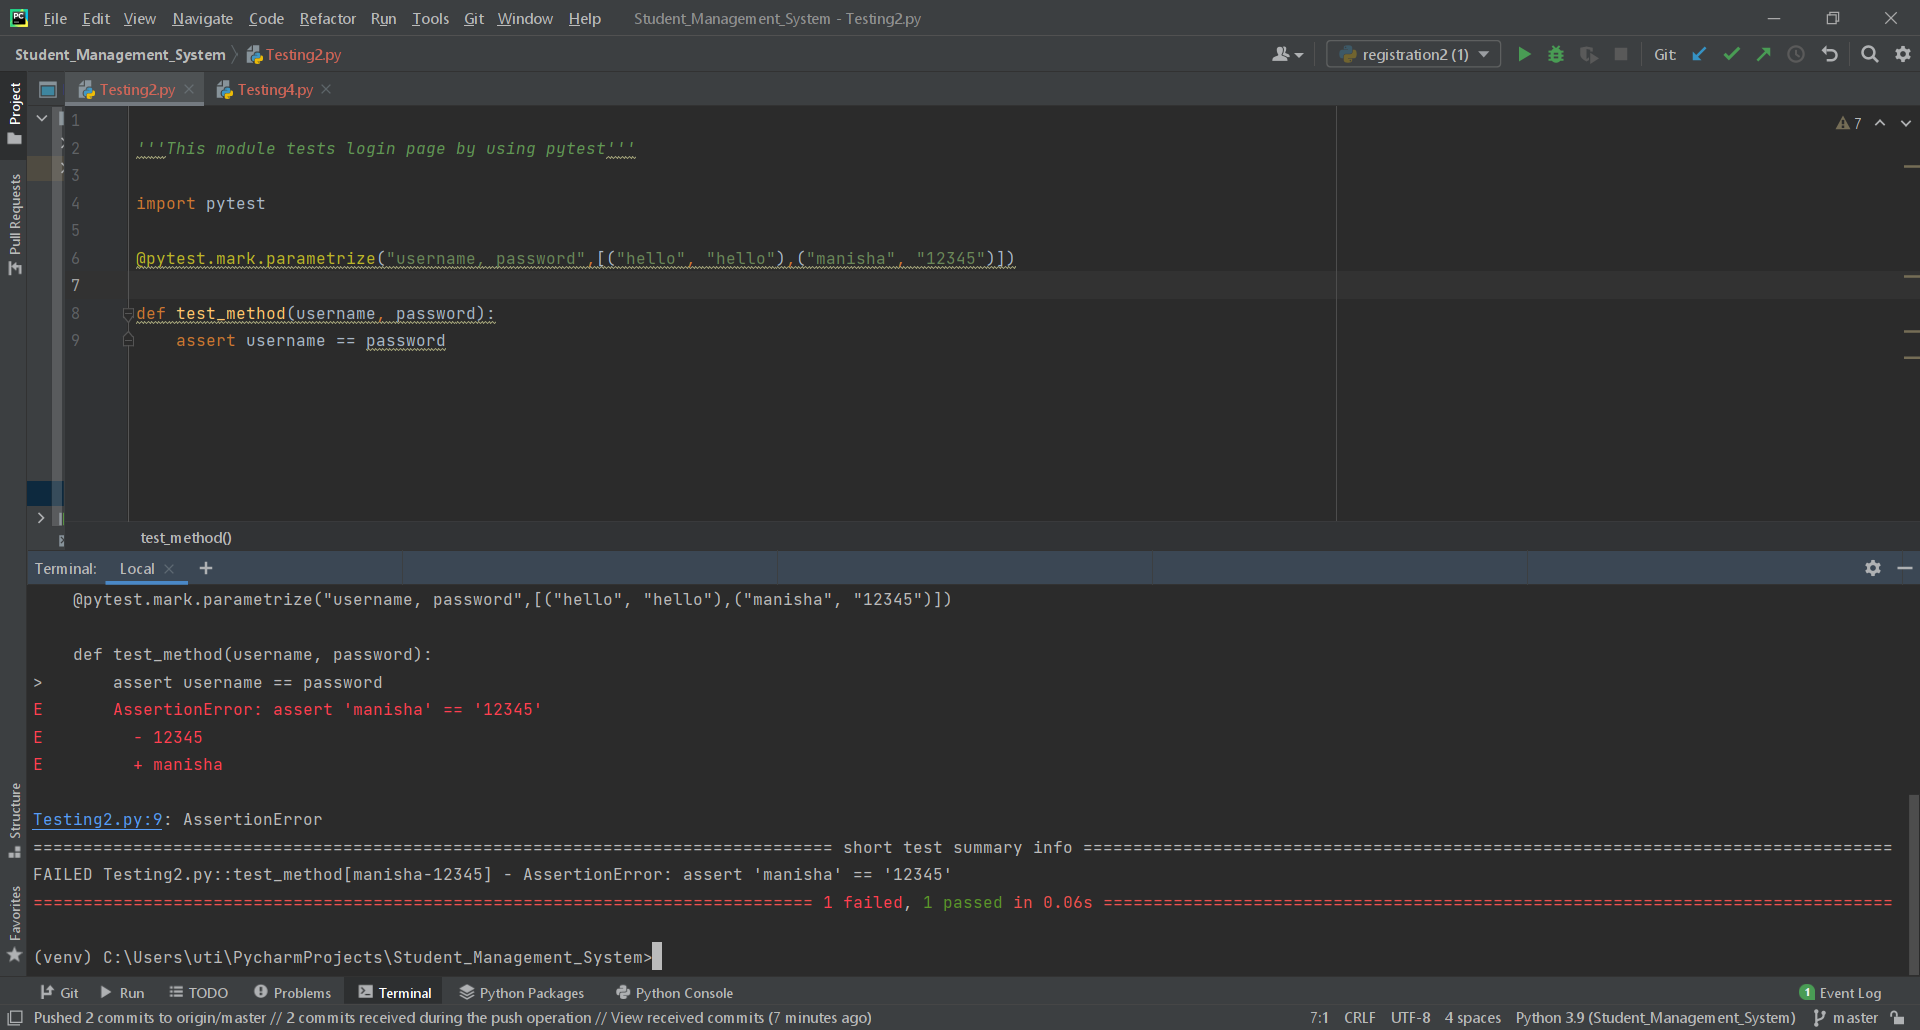 File Edit View Navigate Code Refactor Run Tools Git Window Help Student_Management_System - Testing2.py
Student_Management_System Testing2.py registration2 (1) Git:
Project
Pull Requests
Structure
Favorites
Testing2.py Testing4.py
7
1
2 '''This module tests login page by using pytest'''
3
4 import pytest
5
6 @pytest.mark.parametrize("username, password",[("hello", "hello"),("manisha", "12345")])
7
8 def test_method(username, password):
9 assert username == password
test_method()
Terminal: Local +
@pytest.mark.parametrize("username, password",[("hello", "hello"),("manisha", "12345")])
def test_method(username, password):
> assert username == password
E AssertionError: assert 'manisha' == '12345'
E - 12345
E + manisha
Testing2.py:9: AssertionError
================================================================================ short test summary info =================================================================================
FAILED Testing2.py::test_method[manisha-12345] - AssertionError: assert 'manisha' == '12345'
============================================================================== 1 failed, 1 passed in 0.06s ===============================================================================
(venv) C:\Users\uti\PycharmProjects\Student_Management_System>
Git Run TODO Problems Terminal Python Packages Python Console 1 Event Log
Pushed 2 commits to origin/master // 2 commits received during the push operation // View received commits (7 minutes ago) 7:1 CRLF UTF-8 4 spaces Python 3.9 (Student_Management_System) master